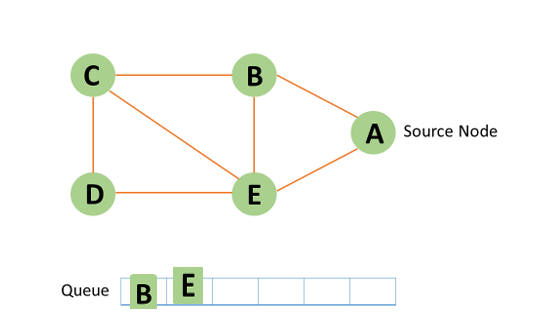 C B
A Source Node
D E
Queue B E